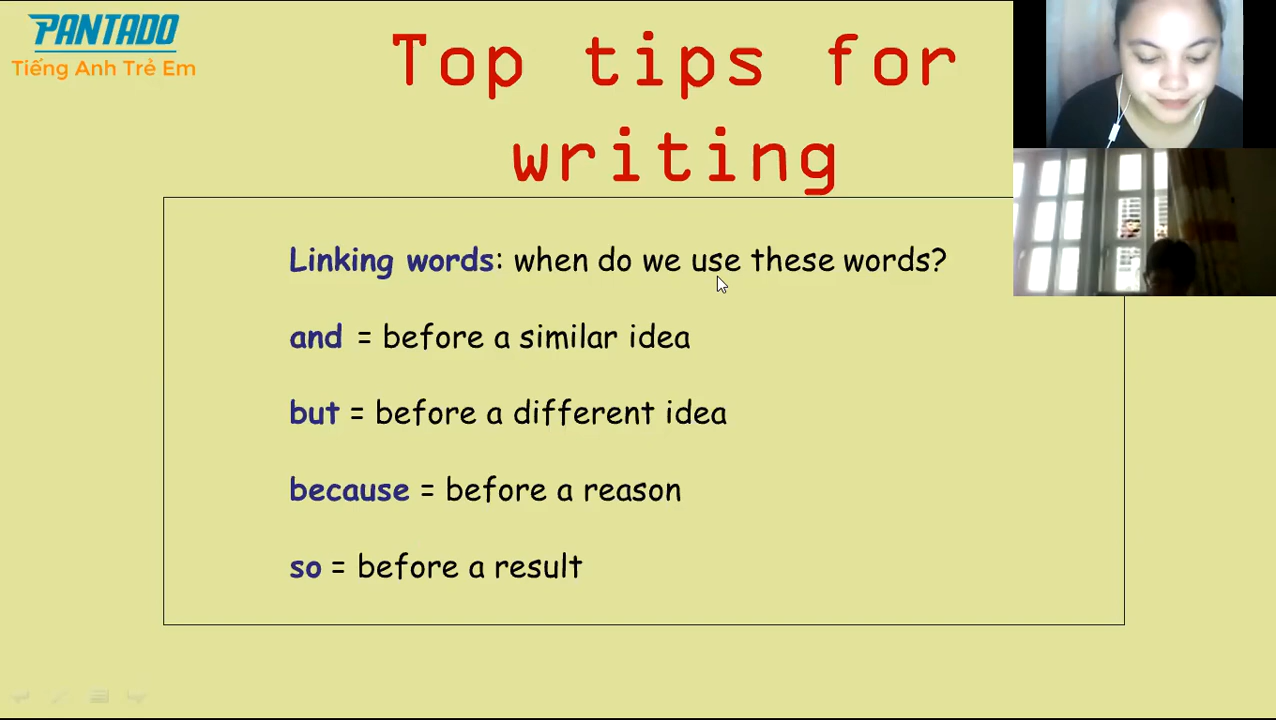 PANTADO
Tiếng Anh Trẻ Em
Top tips for
writing
Linking words: when do we use these words?
and = before a similar idea
but = before a different idea
because = before a reason
so = before a result